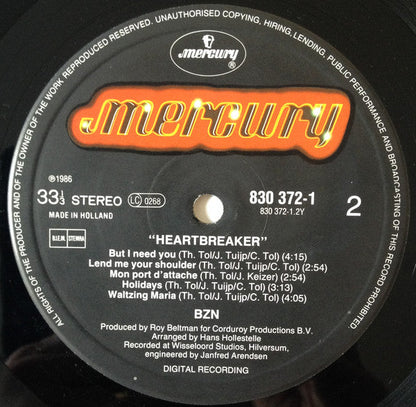 UNAUTHORISED COPYING, HIRING, LENDING, PUBLIC PERFORMANCE AND BROADCASTING OF THIS RECORD PROHIBITED.
ALL RIGHTS OF THE PRODUCER AND OF THE OWNER OF THE WORK REPRODUCED RESERVED.
mercury®
mercury
℗1986
33⅓ STEREO
LC 0268
830 372-1
830 372-1.2Y
2
MADE IN HOLLAND
B.I.E.M. STEMRA
"HEARTBREAKER"
But I need you (Th. Tol/J. Tuijp/C. Tol) (4:15)
Lend me your shoulder (Th. Tol/J. Tuijp/C. Tol) (2:54)
Mon port d'attache (Th. Tol/J. Keizer) (2:54)
Holidays (Th. Tol/J. Tuijp/C. Tol) (3:13)
Waltzing Maria (Th. Tol/J. Tuijp/C. Tol) (4:05)
BZN
Produced by Roy Beltman for Corduroy Productions B.V.
Arranged by Hans Hollestelle
Recorded at Wisseloord Studios, Hilversum,
engineered by Janfred Arendsen
DIGITAL RECORDING